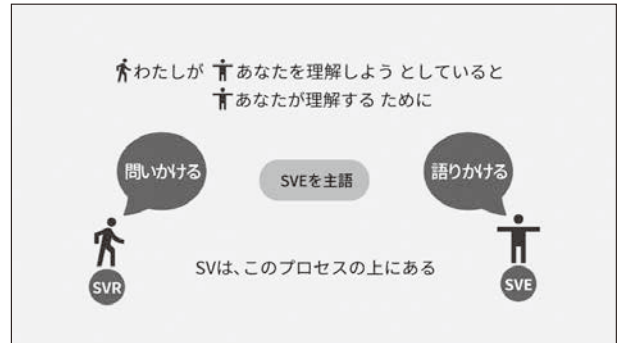 わたしが あなたを理解しよう としていると
あなたが理解する ために
問いかける
SVEを主語
語りかける
SVR
SVは、このプロセスの上にある
SVE